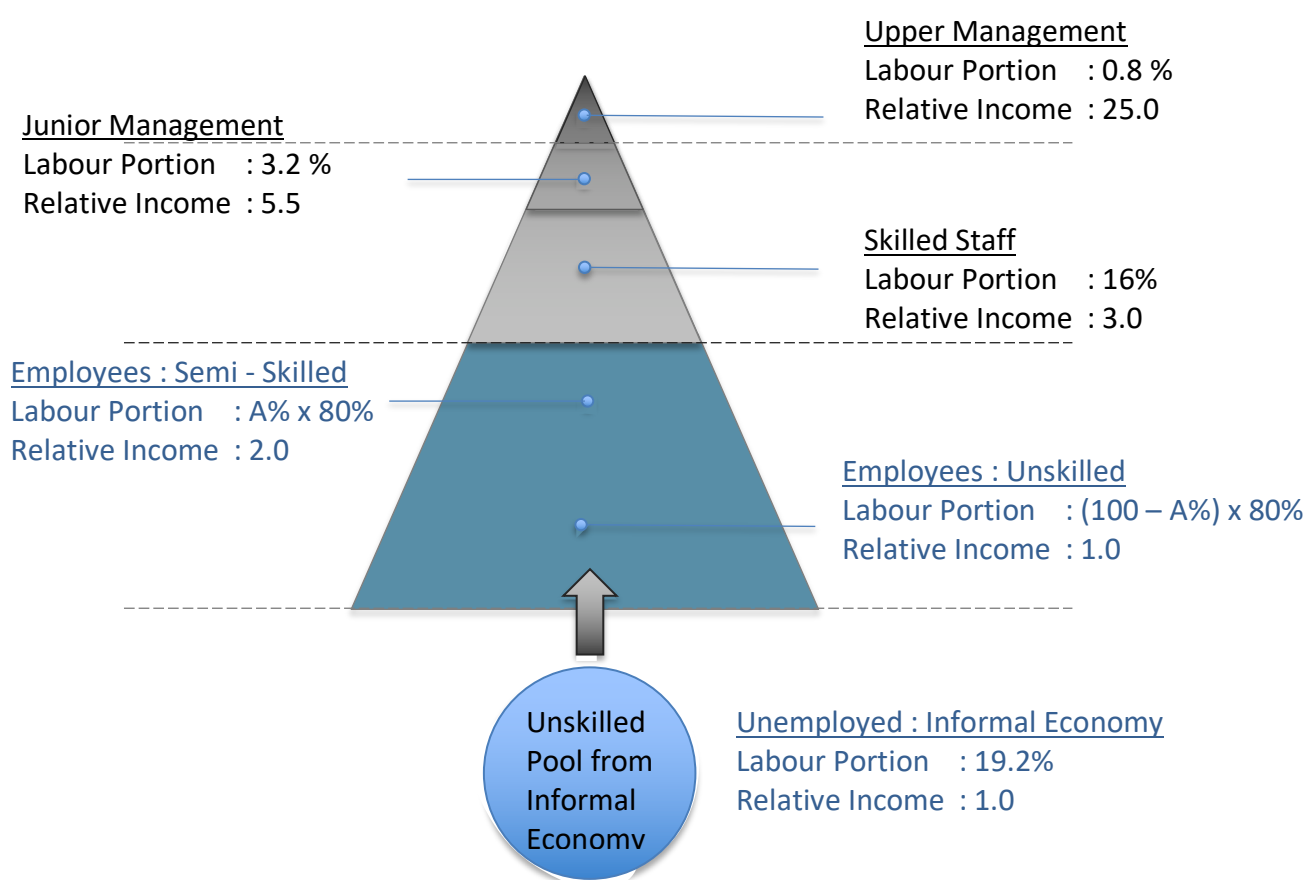 Upper Management
Labour Portion : 0.8 %
Relative Income : 25.0
Junior Management
Labour Portion : 3.2 %
Relative Income : 5.5
Skilled Staff
Labour Portion : 16%
Relative Income : 3.0
Employees : Semi - Skilled
Labour Portion : A% x 80%
Relative Income : 2.0
Employees : Unskilled
Labour Portion : (100 – A%) x 80%
Relative Income : 1.0
Unskilled
Pool from
Informal
Economy
Unemployed : Informal Economy
Labour Portion : 19.2%
Relative Income : 1.0